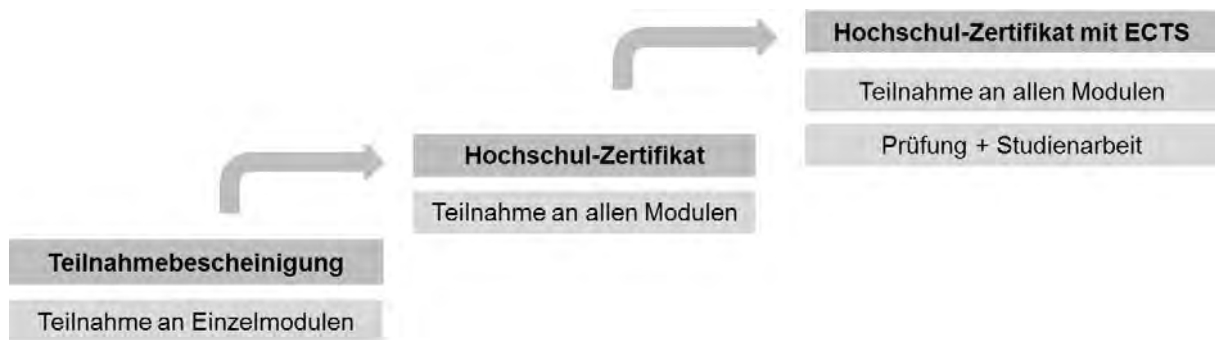 Hochschul-Zertifikat mit ECTS
Teilnahme an allen Modulen
Prüfung + Studienarbeit
Hochschul-Zertifikat
Teilnahme an allen Modulen
Teilnahmebescheinigung
Teilnahme an Einzelmodulen